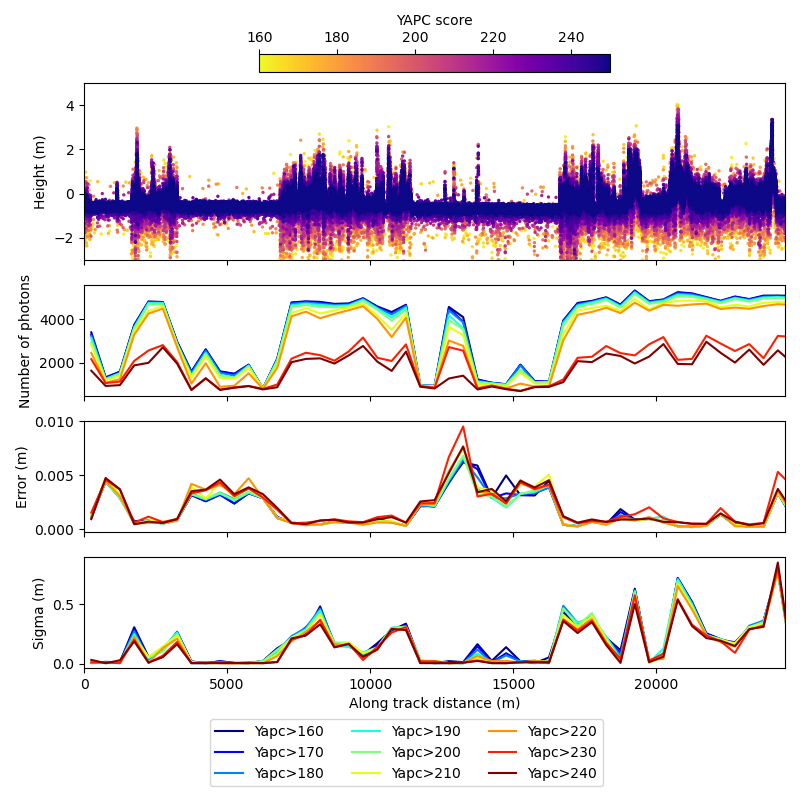 YAPC score
160 180 200 220 240
Height (m)
4
2
0
−2
Number of photons
4000
2000
Error (m)
0.010
0.005
0.000
Sigma (m)
0.5
0.0
0 5000 10000 15000 20000
Along track distance (m)
Yapc>160 Yapc>190 Yapc>220
Yapc>170 Yapc>200 Yapc>230
Yapc>180 Yapc>210 Yapc>240